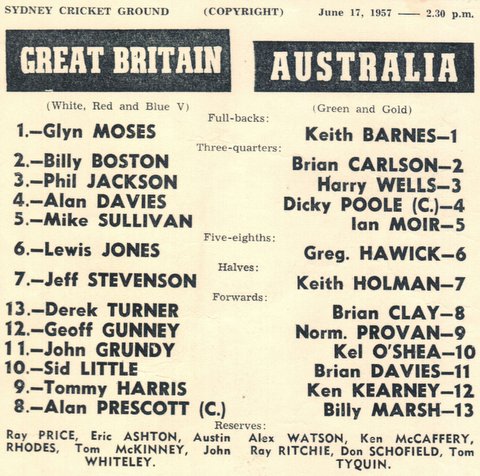 SYDNEY CRICKET GROUND (COPYRIGHT) June 17, 1957 — 2.30 p.m.
GREAT BRITAIN AUSTRALIA
(White, Red and Blue V) (Green and Gold)
Full-backs:
1.—Glyn MOSES Keith BARNES—1
Three-quarters:
2.—Billy BOSTON Brian CARLSON—2
3.—Phil JACKSON Harry WELLS—3
4.—Alan DAVIES Dicky POOLE (C.)—4
5.—Mike SULLIVAN Ian MOIR—5
Five-eighths:
6.—Lewis JONES Greg. HAWICK—6
Halves:
7.—Jeff STEVENSON Keith HOLMAN—7
Forwards:
13.—Derek TURNER Brian CLAY—8
12.—Geoff GUNNEY Norm. PROVAN—9
11.—John GRUNDY Kel O'SHEA—10
10.—Sid LITTLE Brian DAVIES—11
9.—Tommy HARRIS Ken KEARNEY—12
8.—Alan PRESCOTT (C.) Billy MARSH—13
Reserves:
Ray PRICE, Eric ASHTON, Austin Alex WATSON, Ken McCAFFERY,
RHODES, Tom McKINNEY, John Ray RITCHIE, Don SCHOFIELD, Tom
WHITELEY. TYQUIN.